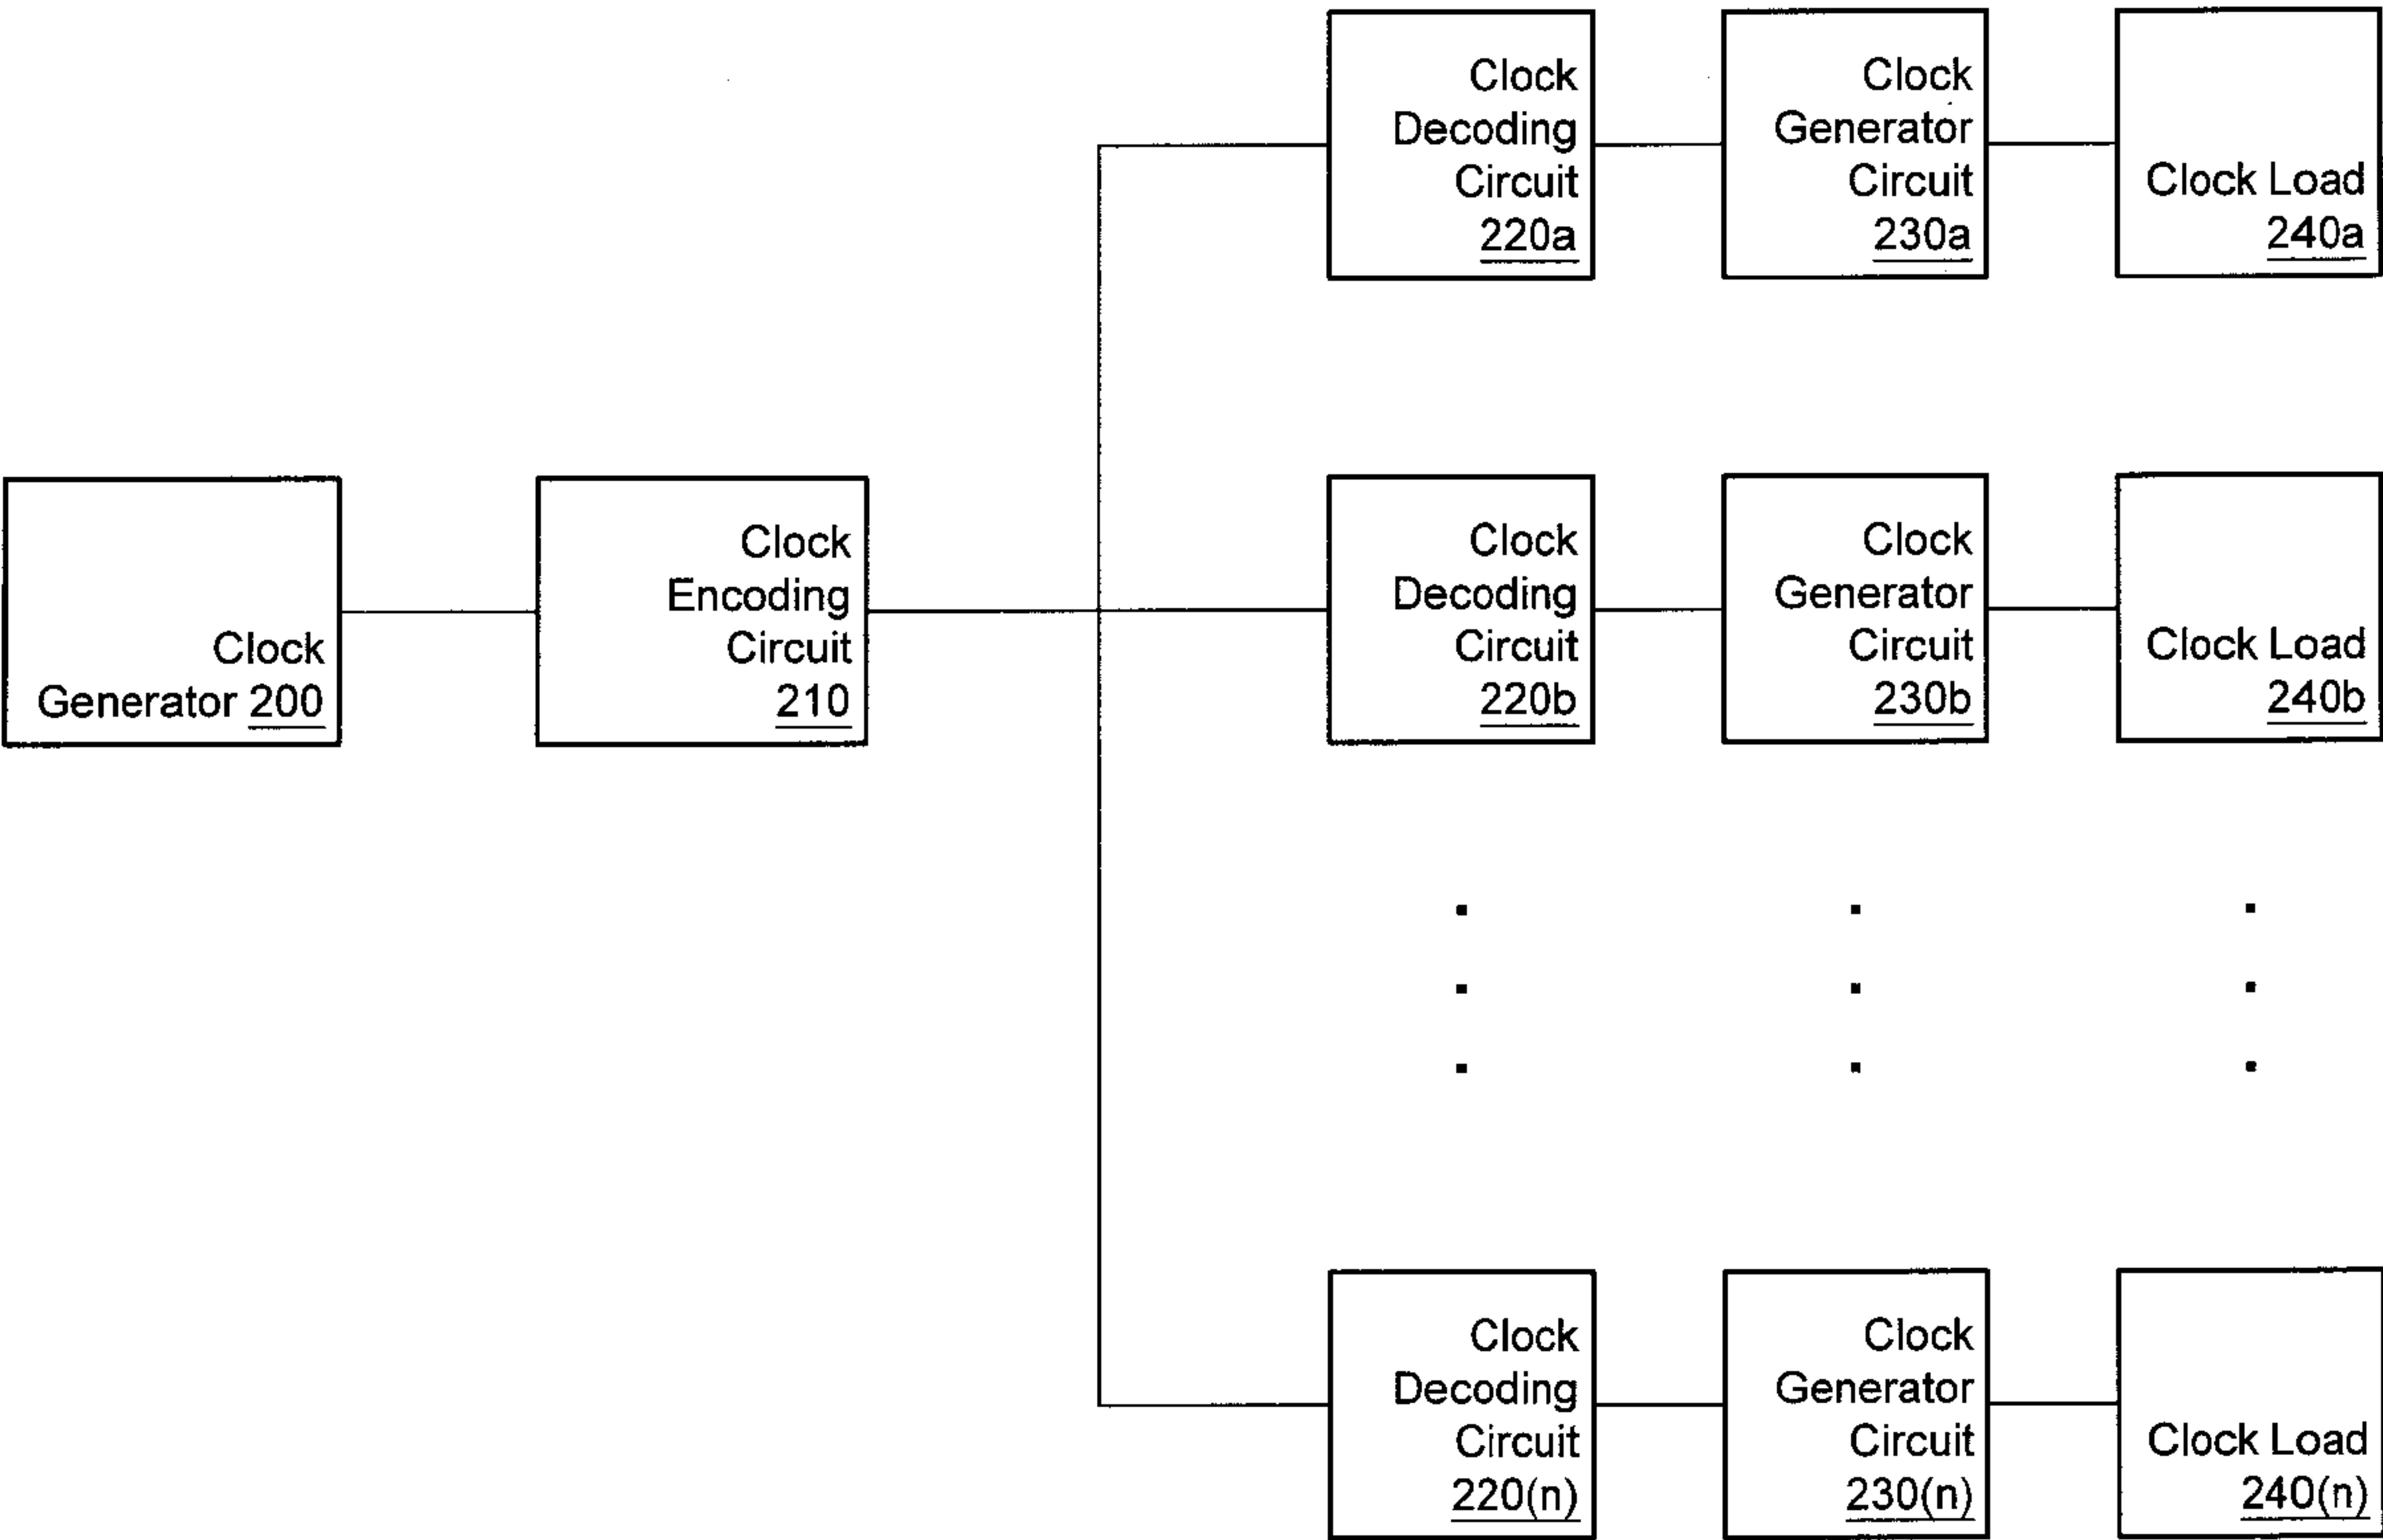 Clock
Decoding
Circuit
220a
Clock
Generator
Circuit
230a
Clock Load
240a
Clock
Generator 200
Clock
Encoding
Circuit
210
Clock
Decoding
Circuit
220b
Clock
Generator
Circuit
230b
Clock Load
240b
Clock
Decoding
Circuit
220(n)
Clock
Generator
Circuit
230(n)
Clock Load
240(n)